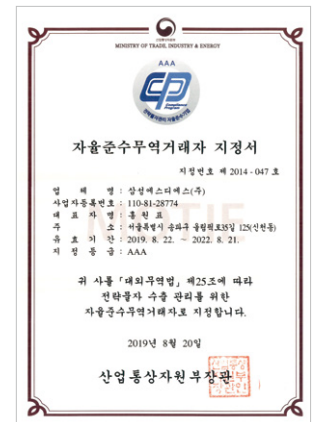 MINISTRY OF TRADE, INDUSTRY & ENERGY
AAA
CP
Compliance Program
자율준수무역거래자 지정서
지정번호 제 2014 - 047 호
업 체 명 : 삼성에스디에스(주)
사업자등록번호 : 110-81-28774
대 표 자 명 : 홍 원 표
주 소 : 서울특별시 송파구 올림픽로35길 125(신천동)
유 효 기 간 : 2019. 8. 22. ~ 2022. 8. 21.
지 정 등 급 : AAA
귀 사를 「대외무역법」 제25조에 따라
전략물자 수출 관리를 위한
자율준수무역거래자로 지정합니다.
2019년 8월 20일
산업통상자원부장관